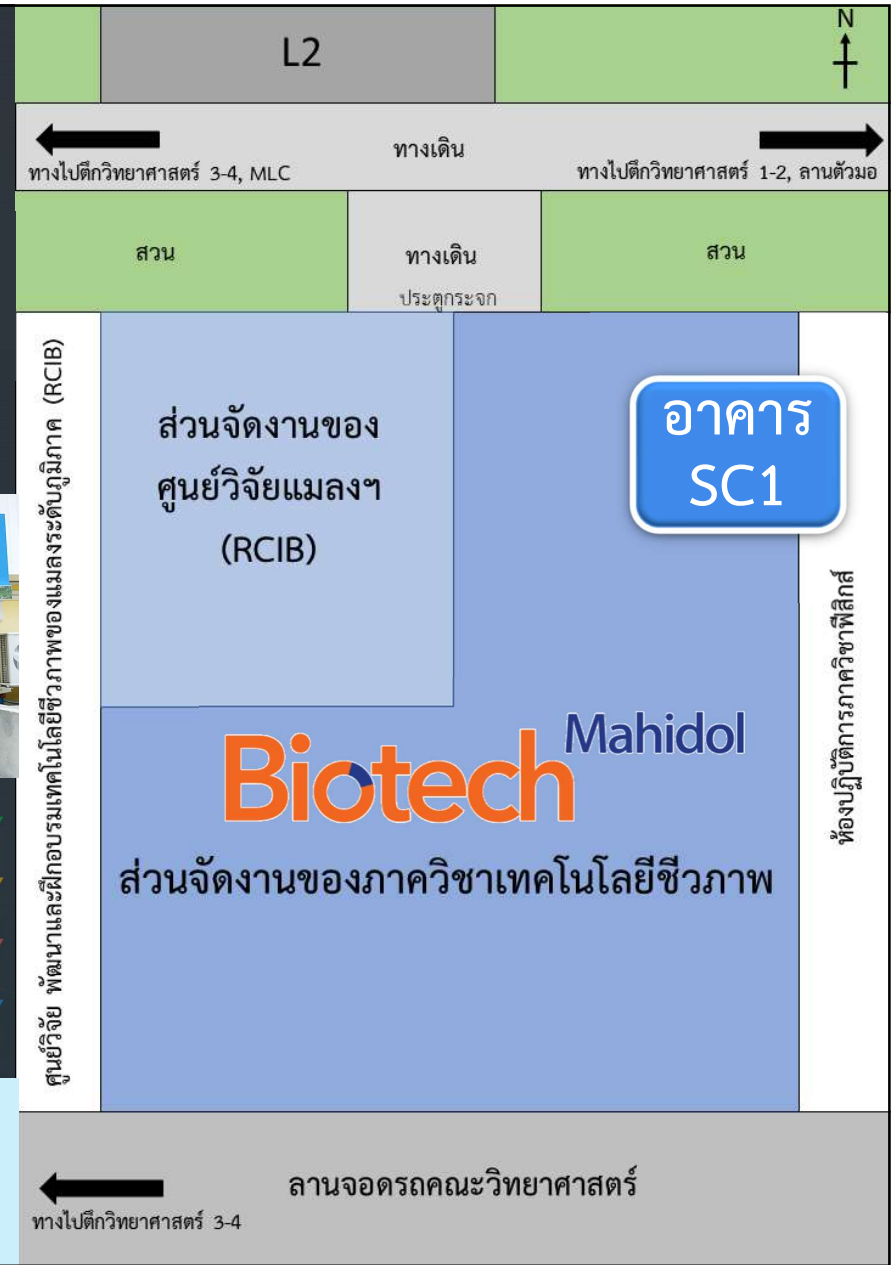 L2
N
ทางเดิน
ทางไปตึกวิทยาศาสตร์ 3-4, MLC
ทางไปตึกวิทยาศาสตร์ 1-2, ลานตัวมอ
สวน
ทางเดิน
ประตูกระจก
สวน
ศูนย์วิจัย พัฒนาและฝึกอบรมเทคโนโลยีชีวภาพของแมลงระดับภูมิภาค (RCIB)
ส่วนจัดงานของ
ศูนย์วิจัยแมลงฯ
(RCIB)
อาคาร
SC1
ห้องปฏิบัติการภาควิชาฟิสิกส์
Biotech Mahidol
ส่วนจัดงานของภาควิชาเทคโนโลยีชีวภาพ
ลานจอดรถคณะวิทยาศาสตร์
ทางไปตึกวิทยาศาสตร์ 3-4